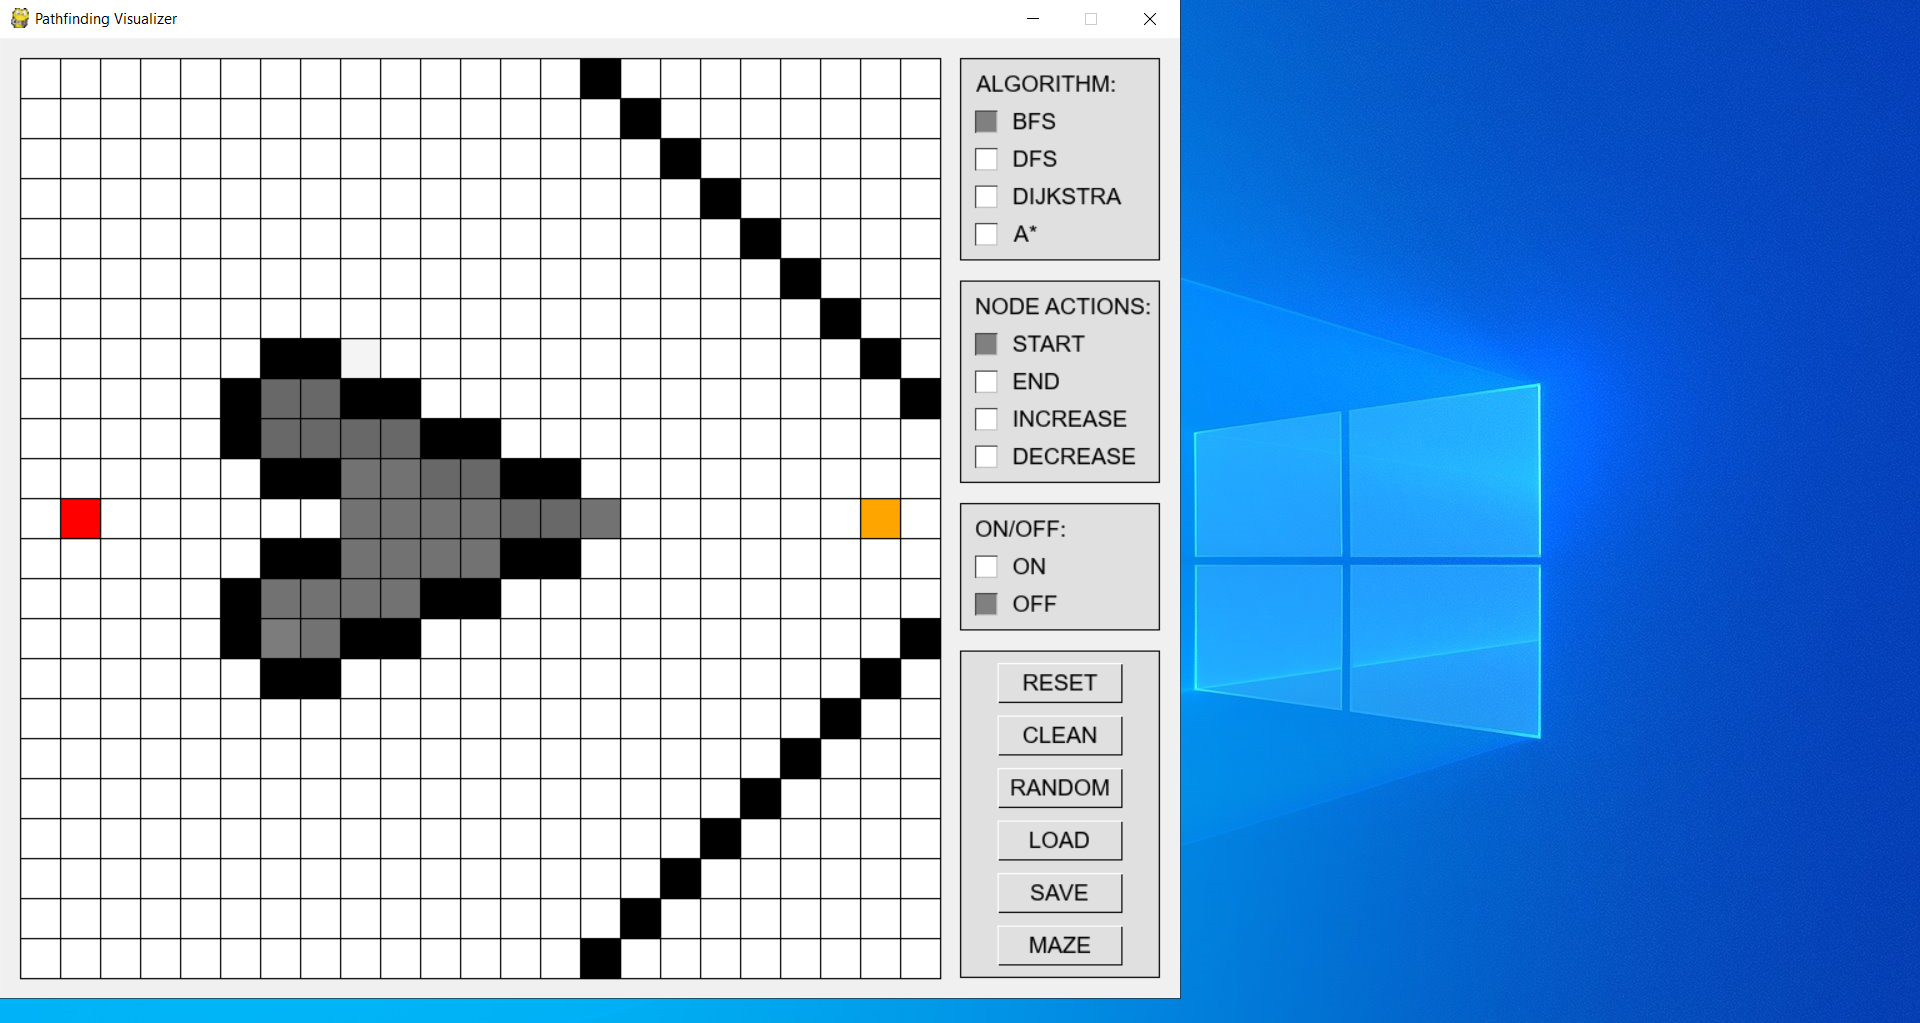 Pathfinding Visualizer
ALGORITHM:
BFS
DFS
DIJKSTRA
A*
NODE ACTIONS:
START
END
INCREASE
DECREASE
ON/OFF:
ON
OFF
RESET
CLEAN
RANDOM
LOAD
SAVE
MAZE